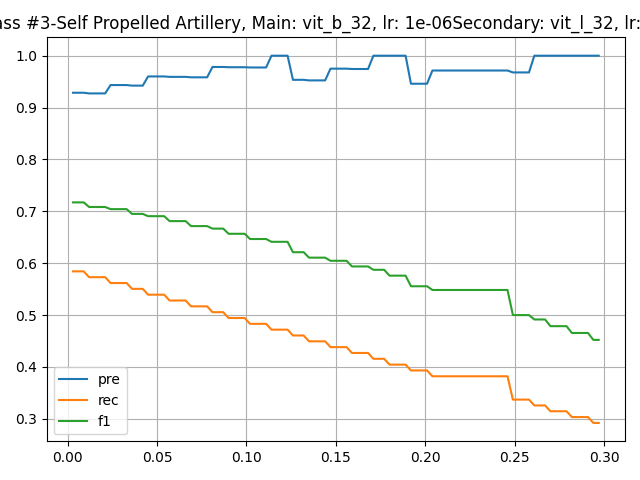 ass #3-Self Propelled Artillery, Main: vit_b_32, lr: 1e-06Secondary: vit_l_32, lr:
1.0
0.9
0.8
0.7
0.6
0.5
0.4
0.3
pre
rec
f1
0.00 0.05 0.10 0.15 0.20 0.25 0.30